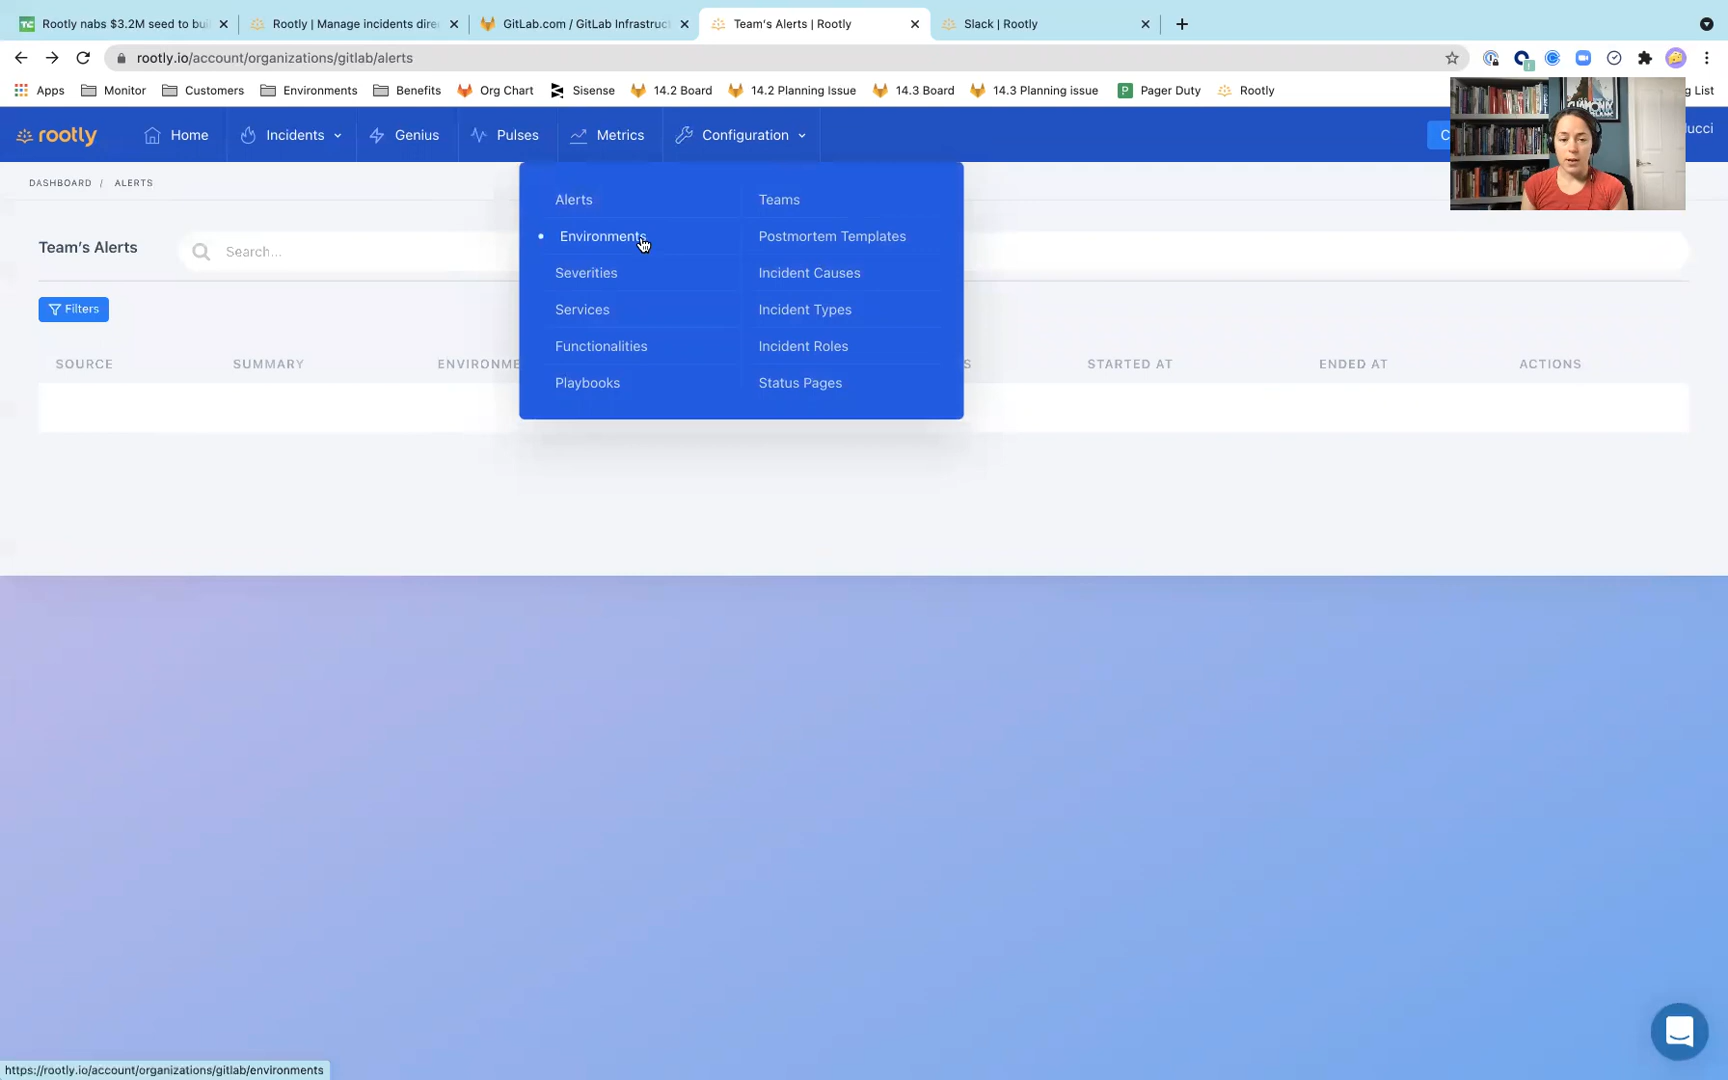 Rootly nabs $3.2M seed to bui
Rootly | Manage incidents dire
GitLab.com / GitLab Infrastruc
Team's Alerts | Rootly
Slack | Rootly
rootly.io/account/organizations/gitlab/alerts
Apps
Monitor
Customers
Environments
Benefits
Org Chart
Sisense
14.2 Board
14.2 Planning Issue
14.3 Board
14.3 Planning issue
Pager Duty
Rootly
g List
rootly
Home
Incidents
Genius
Pulses
Metrics
Configuration
C
lucci
DASHBOARD / ALERTS
Alerts
Teams
Environments
Postmortem Templates
Severities
Incident Causes
Services
Incident Types
Functionalities
Incident Roles
Playbooks
Status Pages
Team's Alerts
Search...
Filters
SOURCE
SUMMARY
ENVIRONME
S
STARTED AT
ENDED AT
ACTIONS
https://rootly.io/account/organizations/gitlab/environments